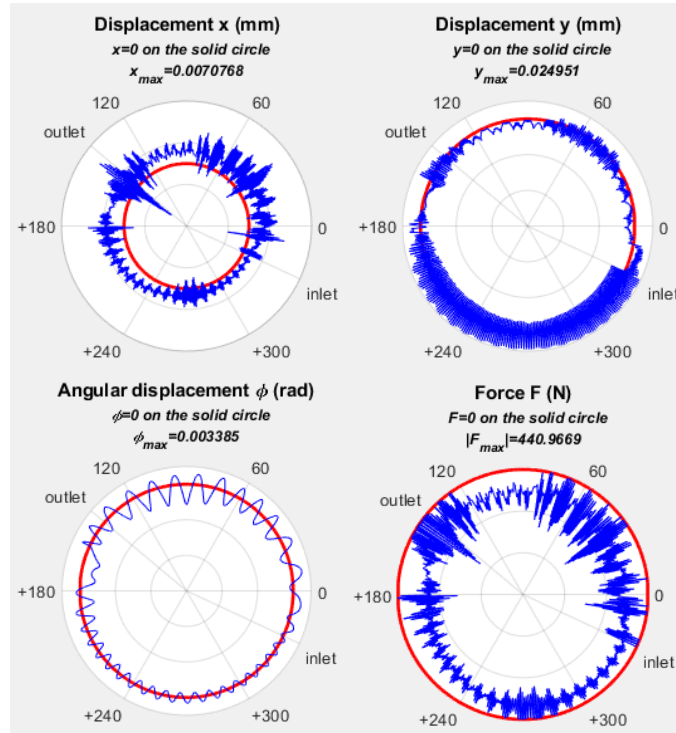 Displacement x (mm)
x=0 on the solid circle
x_max=0.0070768
120
60
outlet
+180
0
inlet
+240
+300
Displacement y (mm)
y=0 on the solid circle
y_max=0.024951
120
60
outlet
+180
0
inlet
+240
+300
Angular displacement ϕ (rad)
ϕ=0 on the solid circle
ϕ_max=0.003385
120
60
outlet
+180
0
inlet
+240
+300
Force F (N)
F=0 on the solid circle
|F_max|=440.9669
120
60
outlet
+180
0
inlet
+240
+300